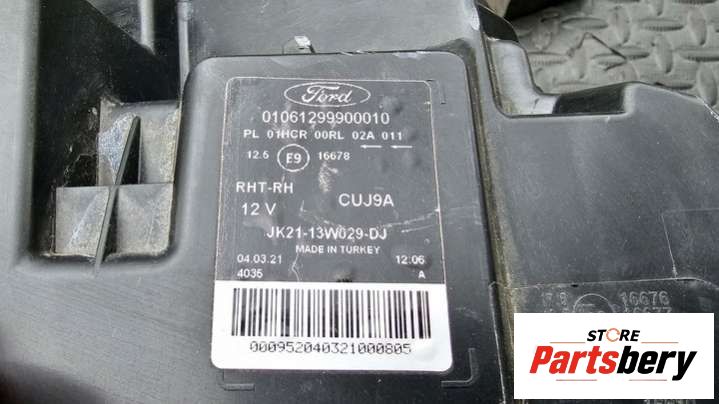 Ford
01061299900010
PL 01HCR 00RL 02A 011
12.5 E9 16678
RHT-RH CUJ9A
12 V
JK21-13W029-DJ
MADE IN TURKEY
04.03.21 12:06
4035 A
000952040321000805
16676
STORE
Partsbery